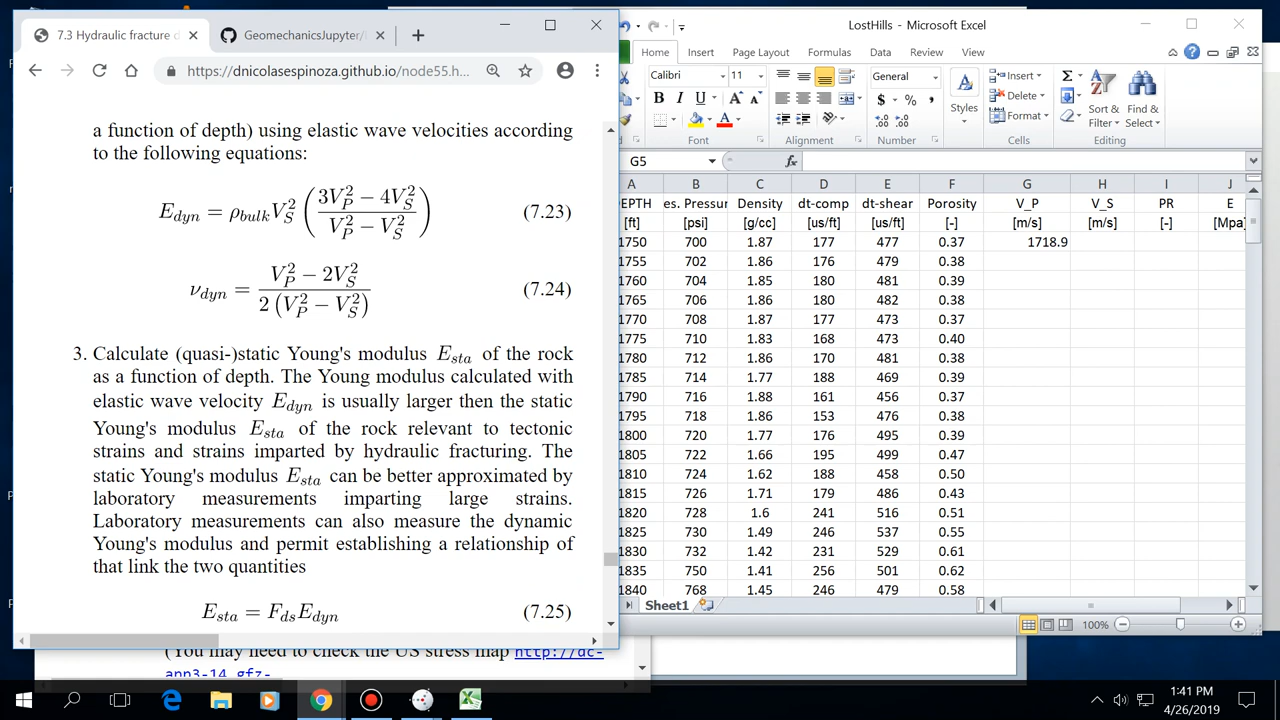 7.3 Hydraulic fracture d
GeomechanicsJupyter/
https://dnicolasespinoza.github.io/node55.h...
a function of depth) using elastic wave velocities according
to the following equations:
E_dyn = ρ_bulk V_S^2 ( (3V_P^2 − 4V_S^2) / (V_P^2 − V_S^2) ) (7.23)
ν_dyn = (V_P^2 − 2V_S^2) / (2 (V_P^2 − V_S^2)) (7.24)
3. Calculate (quasi-)static Young's modulus E_sta of the rock
as a function of depth. The Young modulus calculated with
elastic wave velocity E_dyn is usually larger then the static
Young's modulus E_sta of the rock relevant to tectonic
strains and strains imparted by hydraulic fracturing. The
static Young's modulus E_sta can be better approximated by
laboratory measurements imparting large strains.
Laboratory measurements can also measure the dynamic
Young's modulus and permit establishing a relationship of
that link the two quantities
E_sta = F_ds E_dyn (7.25)
(You may need to check the US stress map http://dc-
app3-14.gfz-
LostHills - Microsoft Excel
Home Insert Page Layout Formulas Data Review View
Calibri 11 General Styles Insert Delete Format Sort & Filter Find & Select
B I U A A A $ % ,
Font Alignment Number Cells Editing
G5 fx
A B C D E F G H I J
DEPTH es. Pressur Density dt-comp dt-shear Porosity V_P V_S PR E
[ft] [psi] [g/cc] [us/ft] [us/ft] [-] [m/s] [m/s] [-] [Mpa]
1750 700 1.87 177 477 0.37 1718.9
1755 702 1.86 176 479 0.38
1760 704 1.85 180 481 0.39
1765 706 1.86 180 482 0.38
1770 708 1.87 177 473 0.37
1775 710 1.83 168 473 0.40
1780 712 1.86 170 481 0.38
1785 714 1.77 188 469 0.39
1790 716 1.88 161 456 0.37
1795 718 1.86 153 476 0.38
1800 720 1.77 176 495 0.39
1805 722 1.66 195 499 0.47
1810 724 1.62 188 458 0.50
1815 726 1.71 179 486 0.43
1820 728 1.6 241 516 0.51
1825 730 1.49 246 537 0.55
1830 732 1.42 231 529 0.61
1835 750 1.41 256 501 0.62
1840 768 1.45 246 479 0.58
Sheet1
100%
1:41 PM
4/26/2019